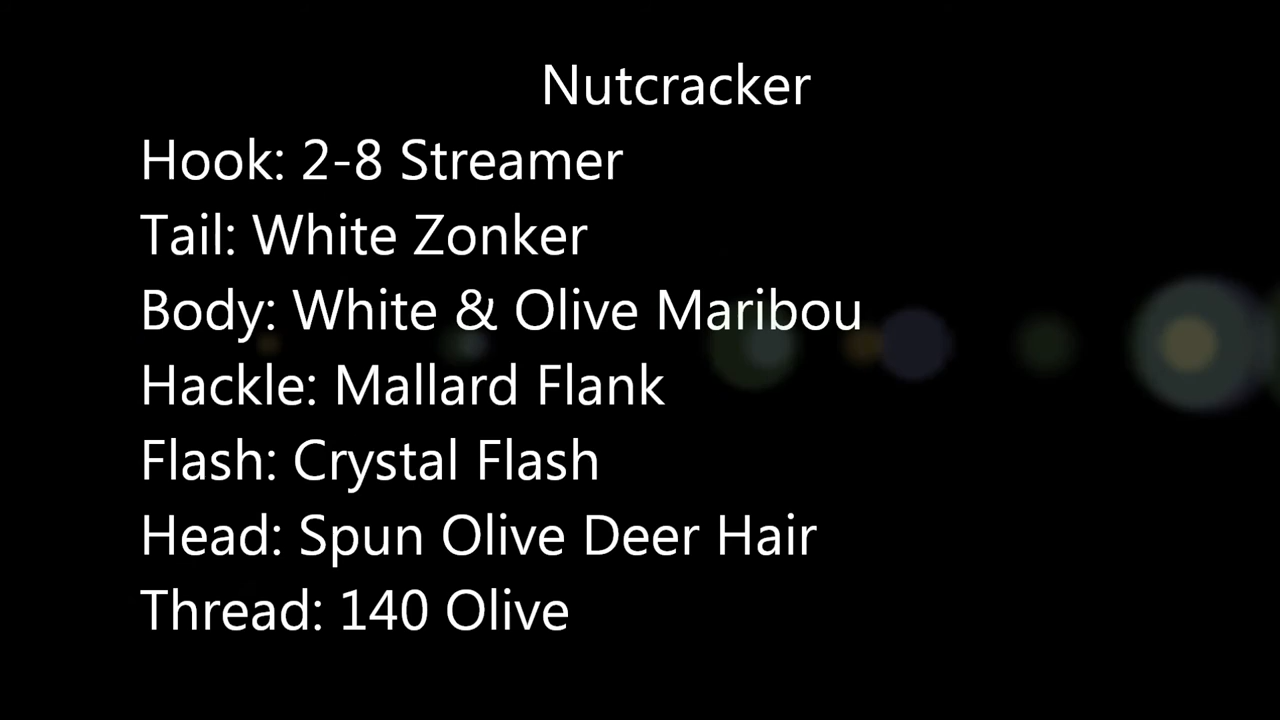 Nutcracker
Hook: 2-8 Streamer
Tail: White Zonker
Body: White & Olive Maribou
Hackle: Mallard Flank
Flash: Crystal Flash
Head: Spun Olive Deer Hair
Thread: 140 Olive